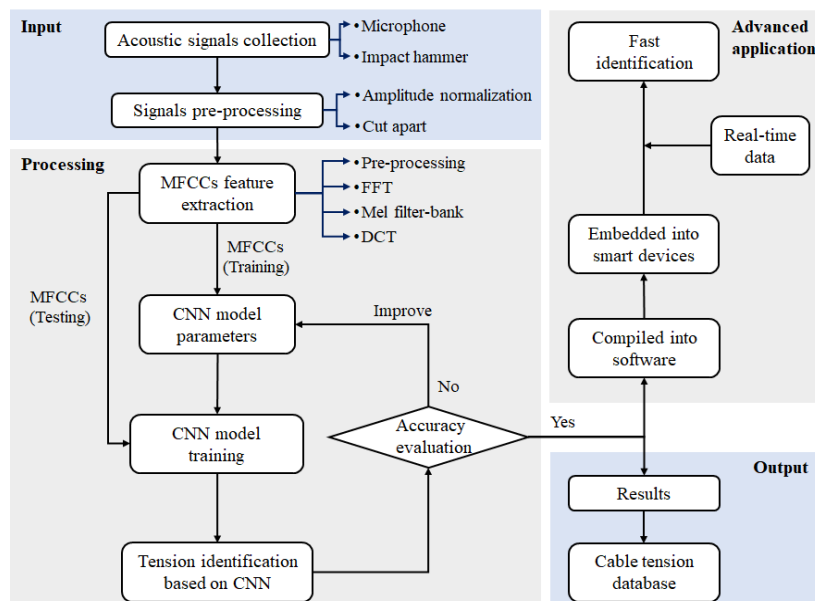 Input
Acoustic signals collection
• Microphone
• Impact hammer
Signals pre-processing
• Amplitude normalization
• Cut apart
Processing
MFCCs feature
extraction
• Pre-processing
• FFT
• Mel filter-bank
• DCT
MFCCs
(Training)
MFCCs
(Testing)
CNN model
parameters
Improve
No
CNN model
training
Accuracy
evaluation
Yes
Tension identification
based on CNN
Advanced
application
Fast
identification
Real-time
data
Embedded into
smart devices
Compiled into
software
Output
Results
Cable tension
database